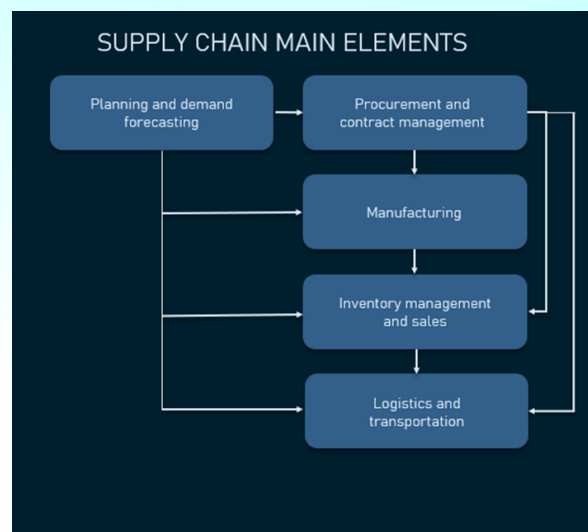 SUPPLY CHAIN MAIN ELEMENTS
Planning and demand
forecasting
Procurement and
contract management
Manufacturing
Inventory management
and sales
Logistics and
transportation